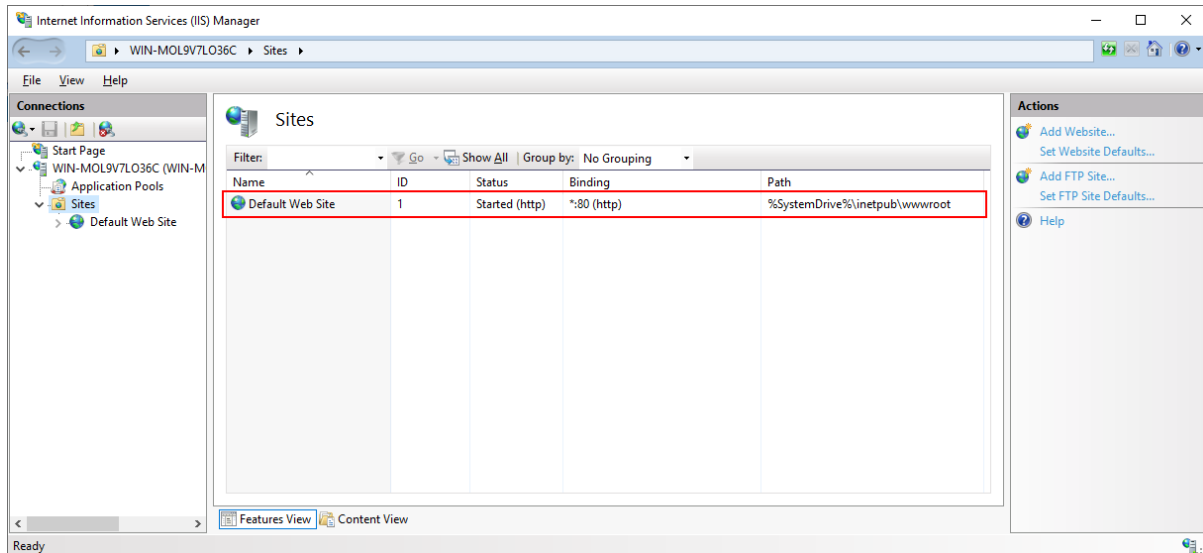 Internet Information Services (IIS) Manager
WIN-MOL9V7LO36C Sites
File View Help
Connections
Start Page
WIN-MOL9V7LO36C (WIN-M
Application Pools
Sites
Default Web Site
Sites
Filter: Go Show All Group by: No Grouping
Name ID Status Binding Path
Default Web Site 1 Started (http) *:80 (http) %SystemDrive%\inetpub\wwwroot
Features View Content View
Actions
Add Website...
Set Website Defaults...
Add FTP Site...
Set FTP Site Defaults...
Help
Ready